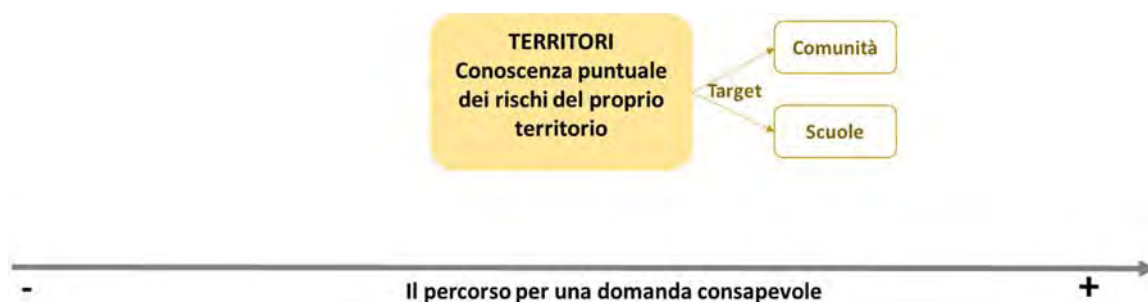 TERRITORI
Conoscenza puntuale
dei rischi del proprio
territorio
Target
Comunità
Scuole
-
+
Il percorso per una domanda consapevole